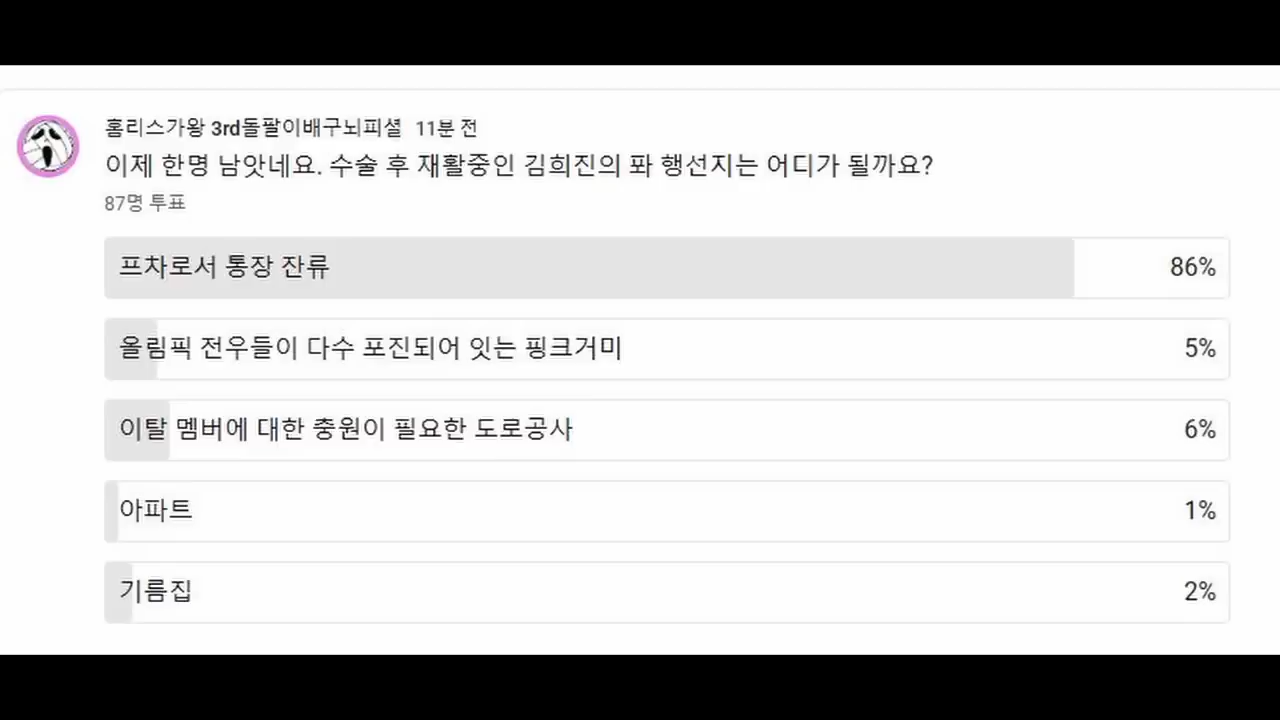 홈리스가왕 3rd돌팔이배구뇌피셜 11분 전
이제 한명 남앗네요. 수술 후 재활중인 김희진의 퐈 행선지는 어디가 될까요?
87명 투표
프차로서 통장 잔류 86%
올림픽 전우들이 다수 포진되어 잇는 핑크거미 5%
이탈 멤버에 대한 충원이 필요한 도로공사 6%
아파트 1%
기름집 2%